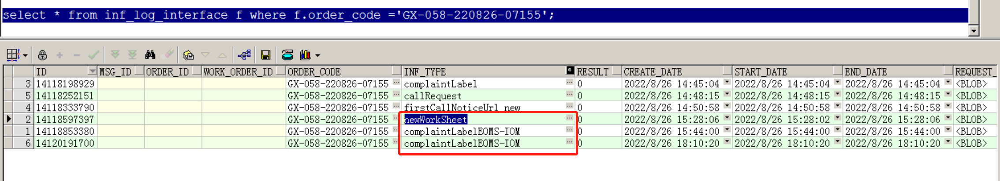 select * from inf_log_interface f where f.order_code ='GX-058-220826-07155';
ID MSG_ID ORDER_ID WORK_ORDER_ID ORDER_CODE INF_TYPE RESULT CREATE_DATE START_DATE END_DATE REQUEST_
3 14118198929 GX-058-220826-07155 ... complaintLabel ... 0 2022/8/26 14:45:04 2022/8/26 14:45:04 2022/8/26 14:45:04 <BLOB>
5 14118252151 GX-058-220826-07155 ... callRequest ... 0 2022/8/26 14:48:15 2022/8/26 14:48:15 2022/8/26 14:48:15 <BLOB>
4 14118333790 GX-058-220826-07155 ... firstCallNoticeUrl_new ... 0 2022/8/26 14:50:58 2022/8/26 14:50:58 2022/8/26 14:50:58 <BLOB>
2 14118597397 GX-058-220826-07155 ... newWorkSheet ... 0 2022/8/26 15:28:06 2022/8/26 15:28:02 2022/8/26 15:28:06 <BLOB>
1 14118853380 GX-058-220826-07155 ... complaintLabelEOMS-IOM ... 0 2022/8/26 15:44:00 2022/8/26 15:44:00 2022/8/26 15:44:00 <BLOB>
6 14120191700 GX-058-220826-07155 ... complaintLabelEOMS-IOM ... 0 2022/8/26 18:10:20 2022/8/26 18:10:20 2022/8/26 18:10:20 <BLOB>